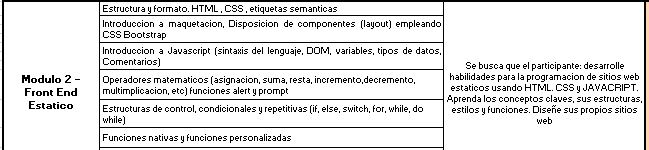 Estructura y formato. HTML , CSS , etiquetas semanticas
Introduccion a maquetacion, Disposicion de componentes (layout) empleando
CSS Bootstrap
Introduccion a Javascript (sintaxis del lenguaje, DOM, variables, tipos de datos,
Comentarios)
Modulo 2 –
Front End
Estatico
Operadores matematicos (asignacion, suma, resta, incremento,decremento,
multimplicacion, etc) funciones alert y prompt
Estructuras de control, condicionales y repetitivas (if, else, switch, for, while, do
while)
Funciones nativas y funciones personalizadas
Se busca que el participante: desarrolle
habilidades para la programacion de sitios web
estaticos usando HTML. CSS y JAVACRIPT.
Aprenda los conceptos claves, sus estructuras,
estilos y funciones. Diseñe sus propios sitios
web